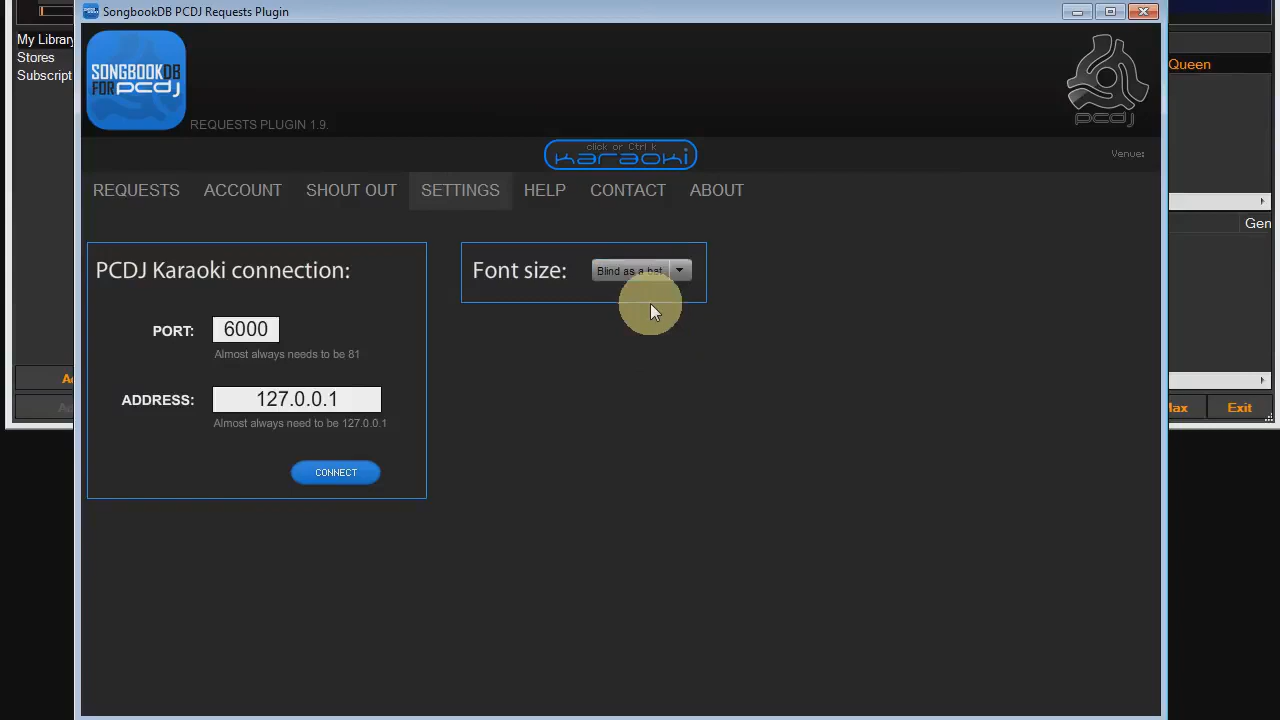 SongbookDB PCDJ Requests Plugin
My Library
Stores
Subscript
Queen
SONGBOOKDB
FOR pcdj
REQUESTS PLUGIN 1.9.
pcdj
click or Ctrl k
karaoki
Venue:
REQUESTS ACCOUNT SHOUT OUT SETTINGS HELP CONTACT ABOUT
Gen
PCDJ Karaoki connection:
Font size: Blind as a bat
PORT: 6000
Almost always needs to be 81
ADDRESS: 127.0.0.1
Almost always need to be 127.0.0.1
CONNECT
Max
Exit